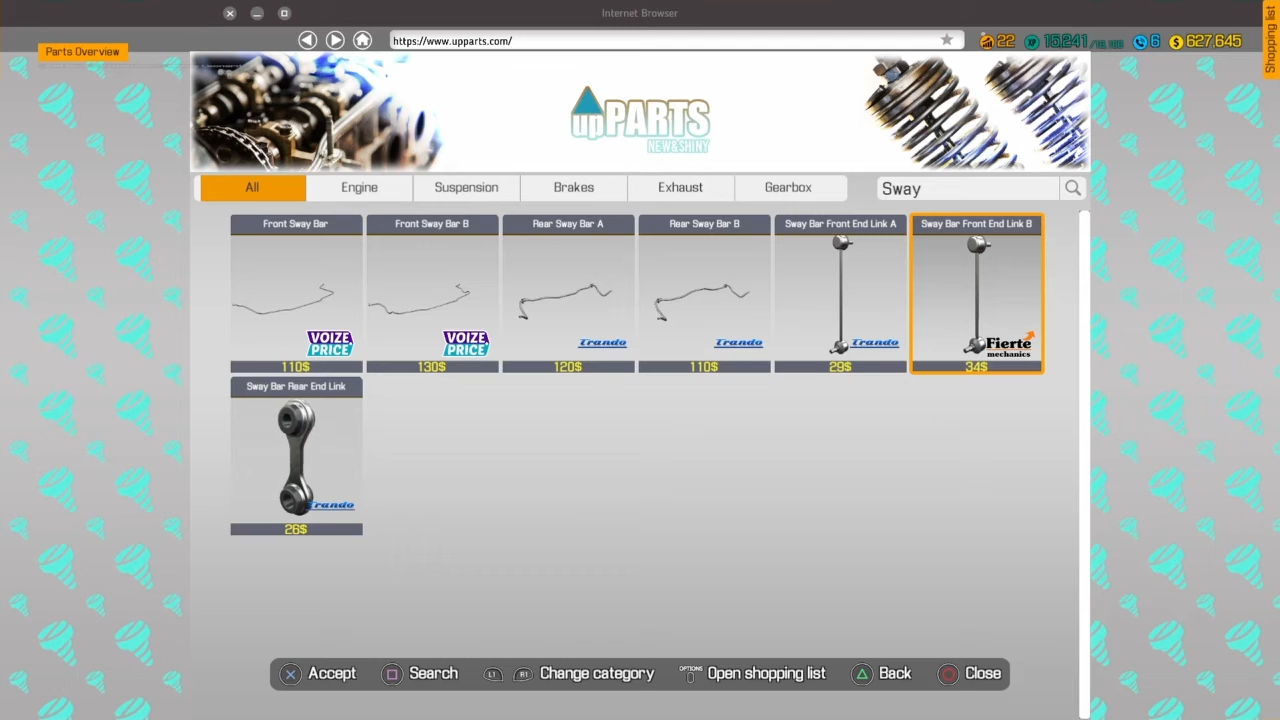 Internet Browser
https://www.upparts.com/
22
15,241
6
$ 627,645
Shopping list
Parts Overview
upPARTS
NEW&SHINY
All
Engine
Suspension
Brakes
Exhaust
Gearbox
Sway
Front Sway Bar
Front Sway Bar B
Rear Sway Bar A
Rear Sway Bar B
Sway Bar Front End Link A
Sway Bar Front End Link B
VOIZE
PRICE
VOIZE
PRICE
Trando
Trando
Trando
Fierte
mechanics
110$
130$
120$
110$
29$
34$
Sway Bar Rear End Link
Trando
26$
Accept
Search
L1
R1
Change category
OPTIONS
Open shopping list
Back
Close